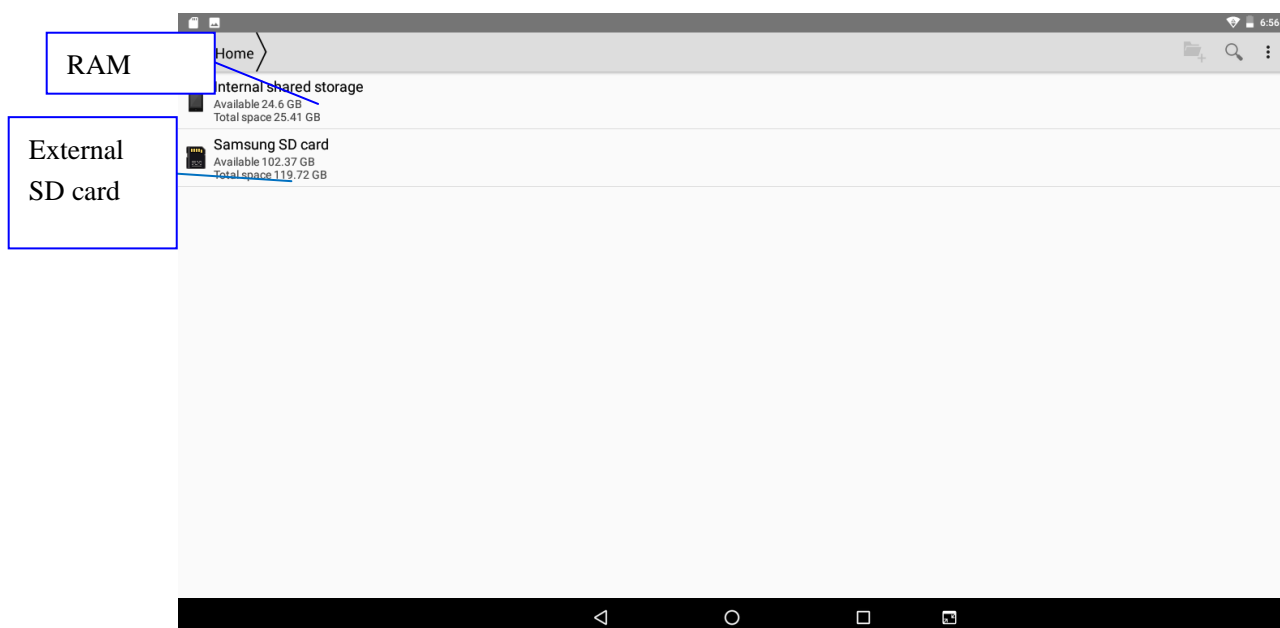 6:56
Home
RAM
Internal shared storage
Available 24.6 GB
Total space 25.41 GB
External
SD card
Samsung SD card
Available 102.37 GB
Total space 119.72 GB